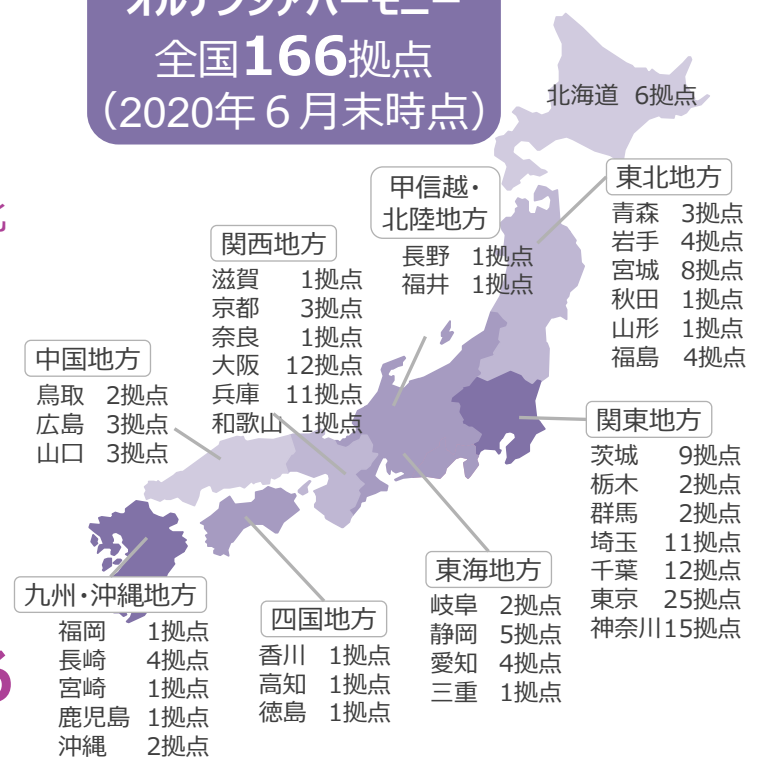 全国166拠点
(2020年6月末時点)
北海道 6拠点
東北地方
青森 3拠点
岩手 4拠点
宮城 8拠点
秋田 1拠点
山形 1拠点
福島 4拠点
甲信越・
北陸地方
長野 1拠点
福井 1拠点
関西地方
滋賀 1拠点
京都 3拠点
奈良 1拠点
大阪 12拠点
兵庫 11拠点
和歌山 1拠点
中国地方
鳥取 2拠点
広島 3拠点
山口 3拠点
関東地方
茨城 9拠点
栃木 2拠点
群馬 2拠点
埼玉 11拠点
千葉 12拠点
東京 25拠点
神奈川15拠点
東海地方
岐阜 2拠点
静岡 5拠点
愛知 4拠点
三重 1拠点
四国地方
香川 1拠点
高知 1拠点
徳島 1拠点
九州・沖縄地方
福岡 1拠点
長崎 4拠点
宮崎 1拠点
鹿児島 1拠点
沖縄 2拠点